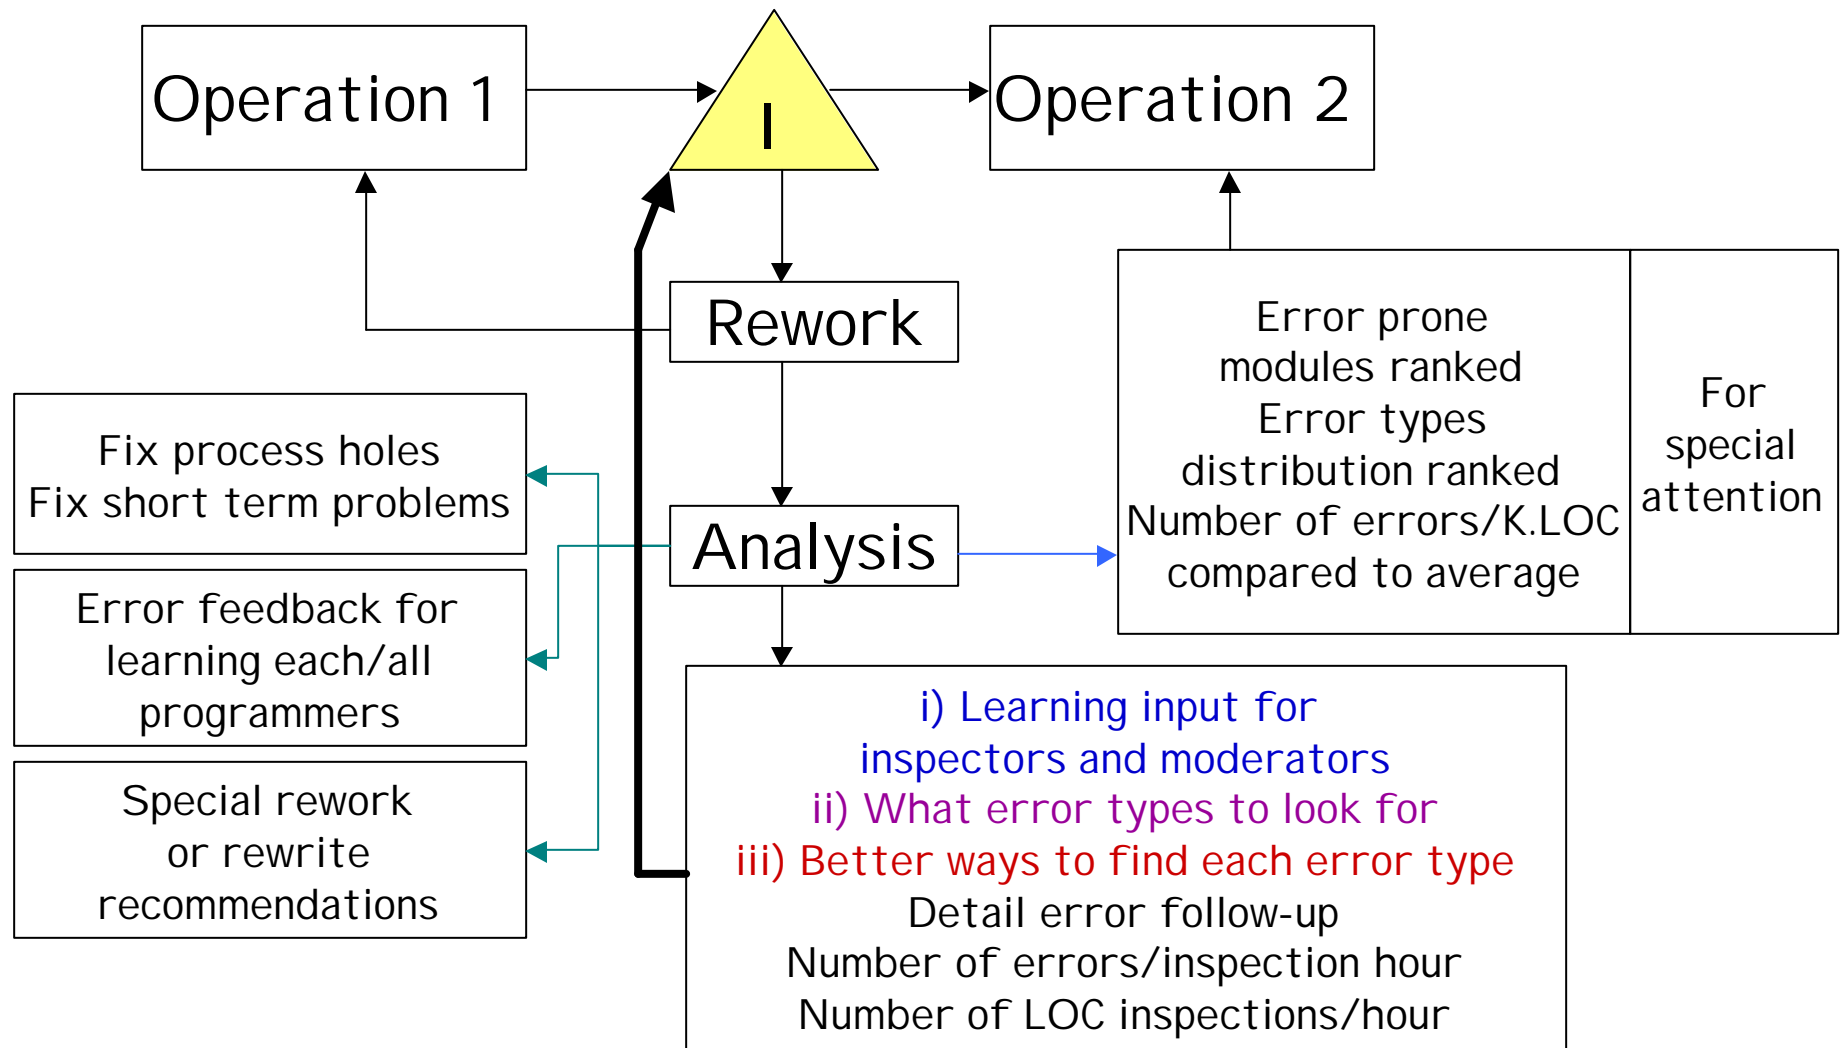 Operation 1
I
Operation 2
Rework
Error prone
modules ranked
Error types
distribution ranked
Number of errors/K.LOC
compared to average
For
special
attention
Fix process holes
Fix short term problems
Analysis
Error feedback for
learning each/all
programmers
Special rework
or rewrite
recommendations
i) Learning input for
inspectors and moderators
ii) What error types to look for
iii) Better ways to find each error type
Detail error follow-up
Number of errors/inspection hour
Number of LOC inspections/hour